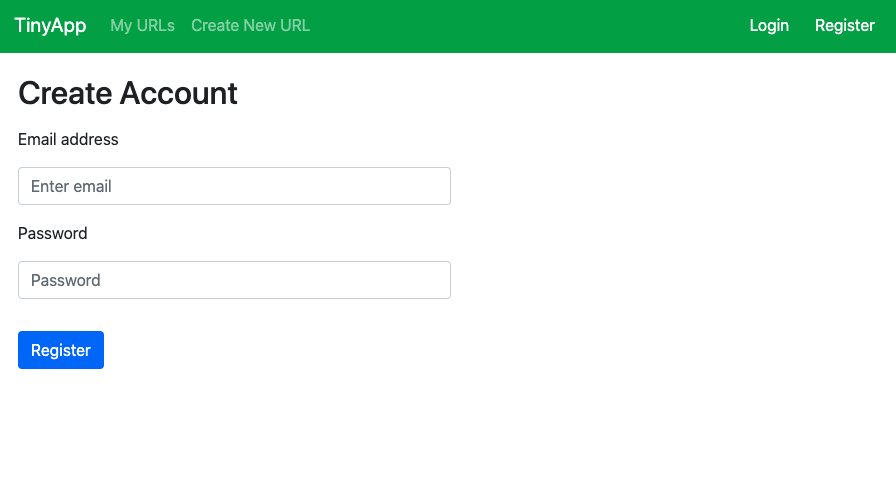 TinyApp My URLs Create New URL Login Register
Create Account
Email address
Enter email
Password
Password
Register